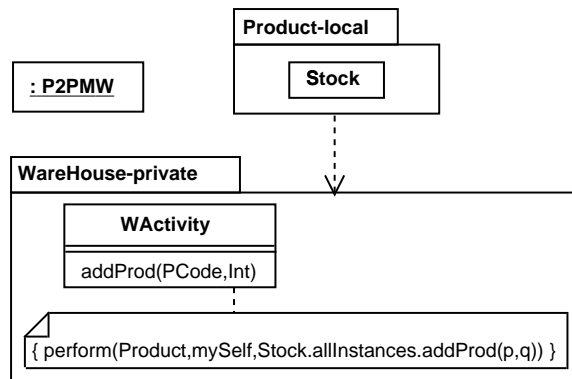 Product-local
Stock
: P2PMW
WareHouse-private
WActivity
addProd(PCode,Int)
{ perform(Product,mySelf,Stock.allInstances.addProd(p,q)) }